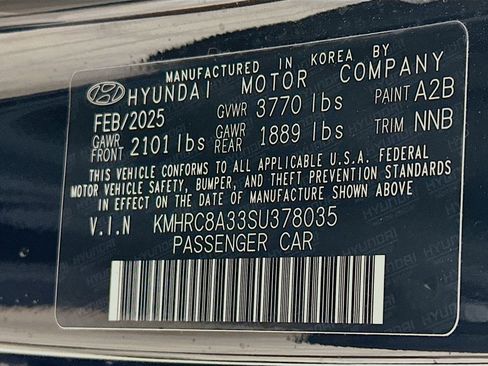 MANUFACTURED IN KOREA BY
HYUNDAI MOTOR COMPANY
FEB/2025 GVWR 3770 lbs PAINT A2B
GAWR FRONT 2101 lbs GAWR REAR 1889 lbs TRIM NNB
THIS VEHICLE CONFORMS TO ALL APPLICABLE U.S.A. FEDERAL
MOTOR VEHICLE SAFETY, BUMPER, AND THEFT PREVENTION STANDARDS
IN EFFECT ON THE DATE OF MANUFACTURE SHOWN ABOVE
V.I.N KMHRC8A33SU378035
PASSENGER CAR